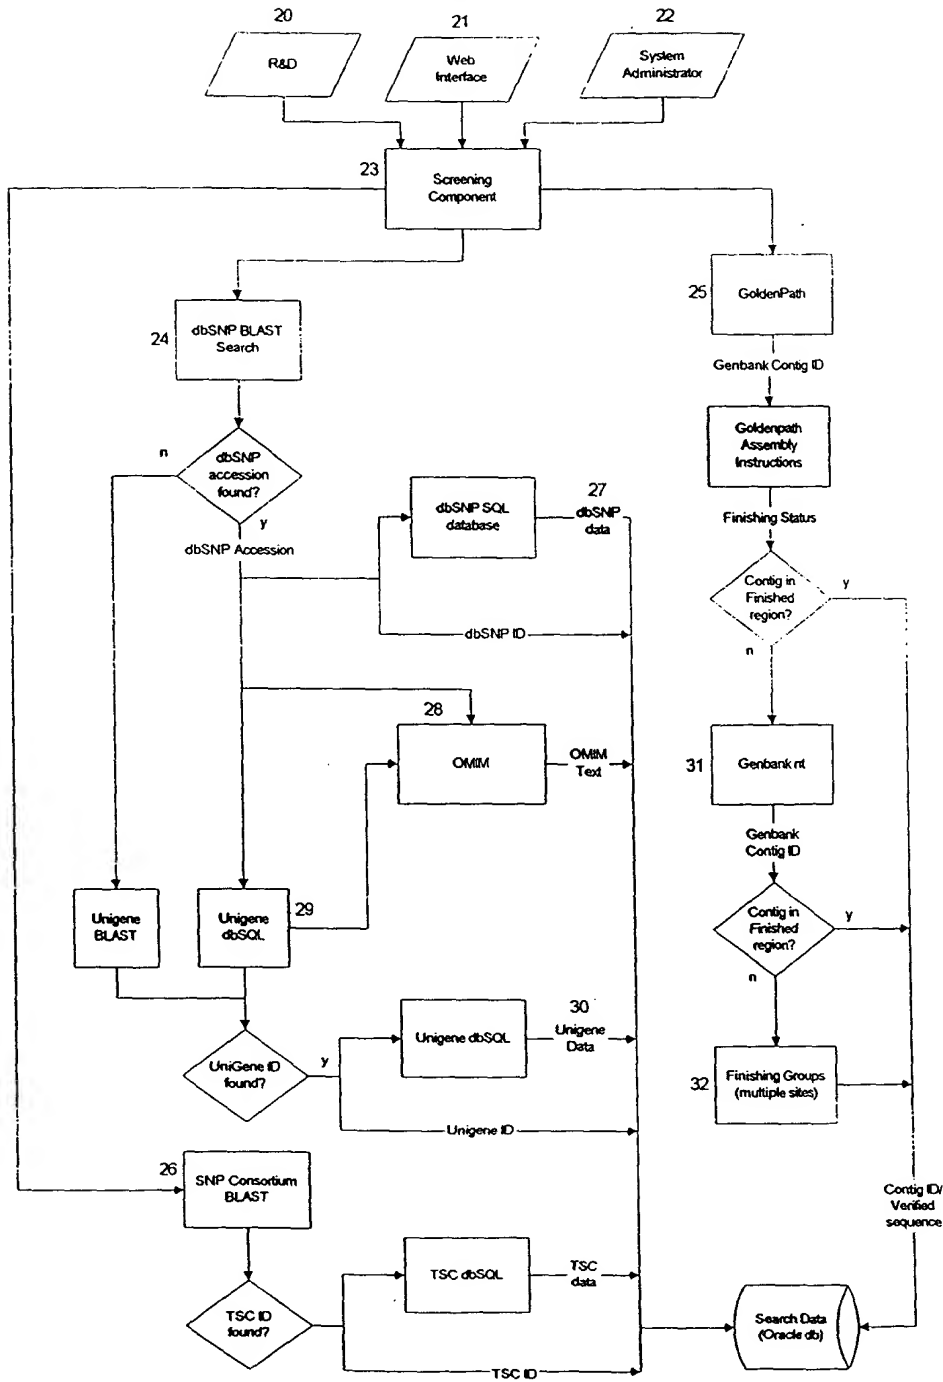 20
21
22
R&D
Web
Interface
System
Administrator
23
Screening
Component
24
dbSNP BLAST
Search
25
GoldenPath
Genbank Contig ID
Goldenpath
Assembly
Instructions
n
dbSNP
accession
found?
y
dbSNP Accession
dbSNP SQL
database
27
dbSNP
data
Finishing Status
Contig in
Finished
region?
y
n
dbSNP ID
28
OMIM
OMIM
Text
31
Genbank nt
Genbank
Contig ID
Unigene
BLAST
Unigene
dbSQL
29
Contig in
Finished
region?
y
n
30
Unigene dbSQL
Unigene
Data
UniGene ID
found?
y
32
Finishing Groups
(multiple sites)
Unigene ID
26
SNP Consortium
BLAST
Contig ID/
Verified
sequence
TSC dbSQL
TSC
data
TSC ID
found?
Search Data
(Oracle db)
TSC ID